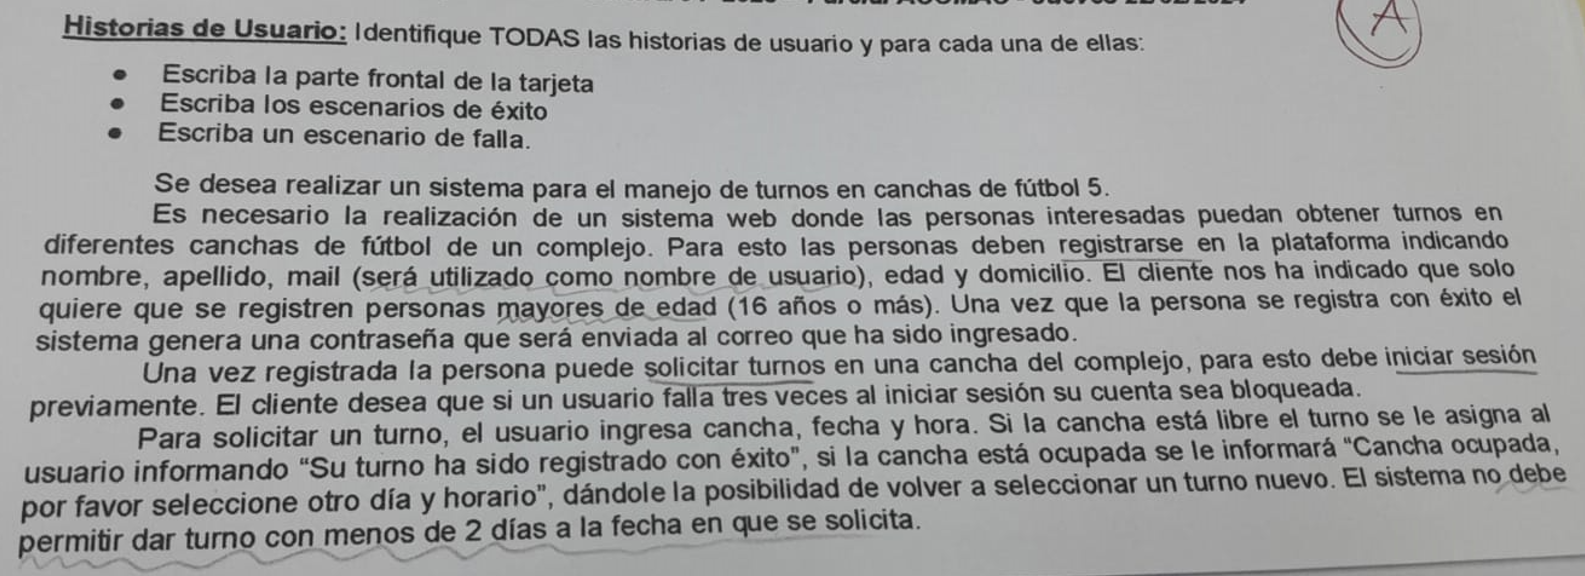 A
Historias de Usuario: Identifique TODAS las historias de usuario y para cada una de ellas:
• Escriba la parte frontal de la tarjeta
• Escriba los escenarios de éxito
• Escriba un escenario de falla.
Se desea realizar un sistema para el manejo de turnos en canchas de fútbol 5.
Es necesario la realización de un sistema web donde las personas interesadas puedan obtener turnos en
diferentes canchas de fútbol de un complejo. Para esto las personas deben registrarse en la plataforma indicando
nombre, apellido, mail (será utilizado como nombre de usuario), edad y domicilio. El cliente nos ha indicado que solo
quiere que se registren personas mayores de edad (16 años o más). Una vez que la persona se registra con éxito el
sistema genera una contraseña que será enviada al correo que ha sido ingresado.
Una vez registrada la persona puede solicitar turnos en una cancha del complejo, para esto debe iniciar sesión
previamente. El cliente desea que si un usuario falla tres veces al iniciar sesión su cuenta sea bloqueada.
Para solicitar un turno, el usuario ingresa cancha, fecha y hora. Si la cancha está libre el turno se le asigna al
usuario informando "Su turno ha sido registrado con éxito", si la cancha está ocupada se le informará "Cancha ocupada,
por favor seleccione otro día y horario", dándole la posibilidad de volver a seleccionar un turno nuevo. El sistema no debe
permitir dar turno con menos de 2 días a la fecha en que se solicita.